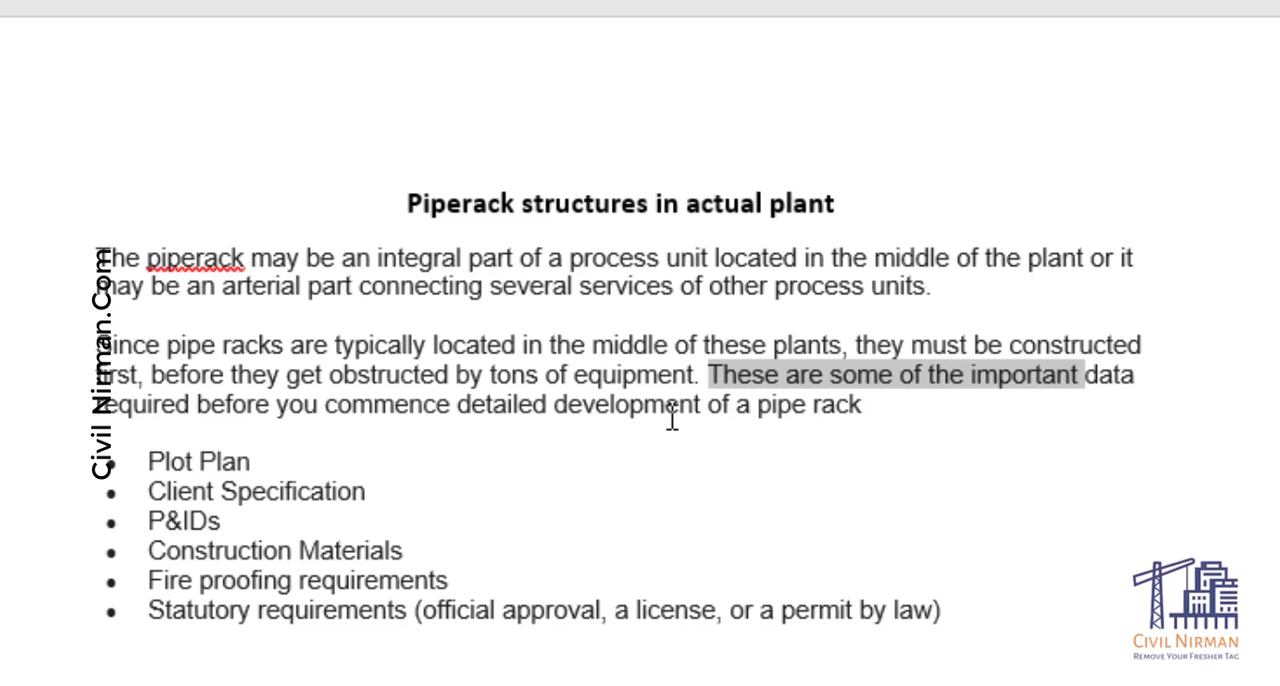 Piperack structures in actual plant
The piperack may be an integral part of a process unit located in the middle of the plant or it
may be an arterial part connecting several services of other process units.
Since pipe racks are typically located in the middle of these plants, they must be constructed
first, before they get obstructed by tons of equipment. These are some of the important data
required before you commence detailed development of a pipe rack
• Plot Plan
• Client Specification
• P&IDs
• Construction Materials
• Fire proofing requirements
• Statutory requirements (official approval, a license, or a permit by law)
Civil Nirman.Com
CIVIL NIRMAN
REMOVE YOUR FRESHER TAG